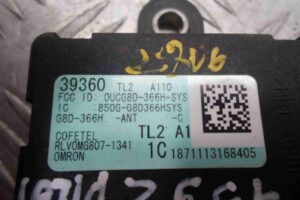 39360 TL2 A110
FCC ID: OUCG8D-366H-SYS
IC :850G-G8D366HSYS
G8D-366H -ANT -G
COFETEL TL2 A1
RLVOMG807-1341 1C 1871113168405
OMRON